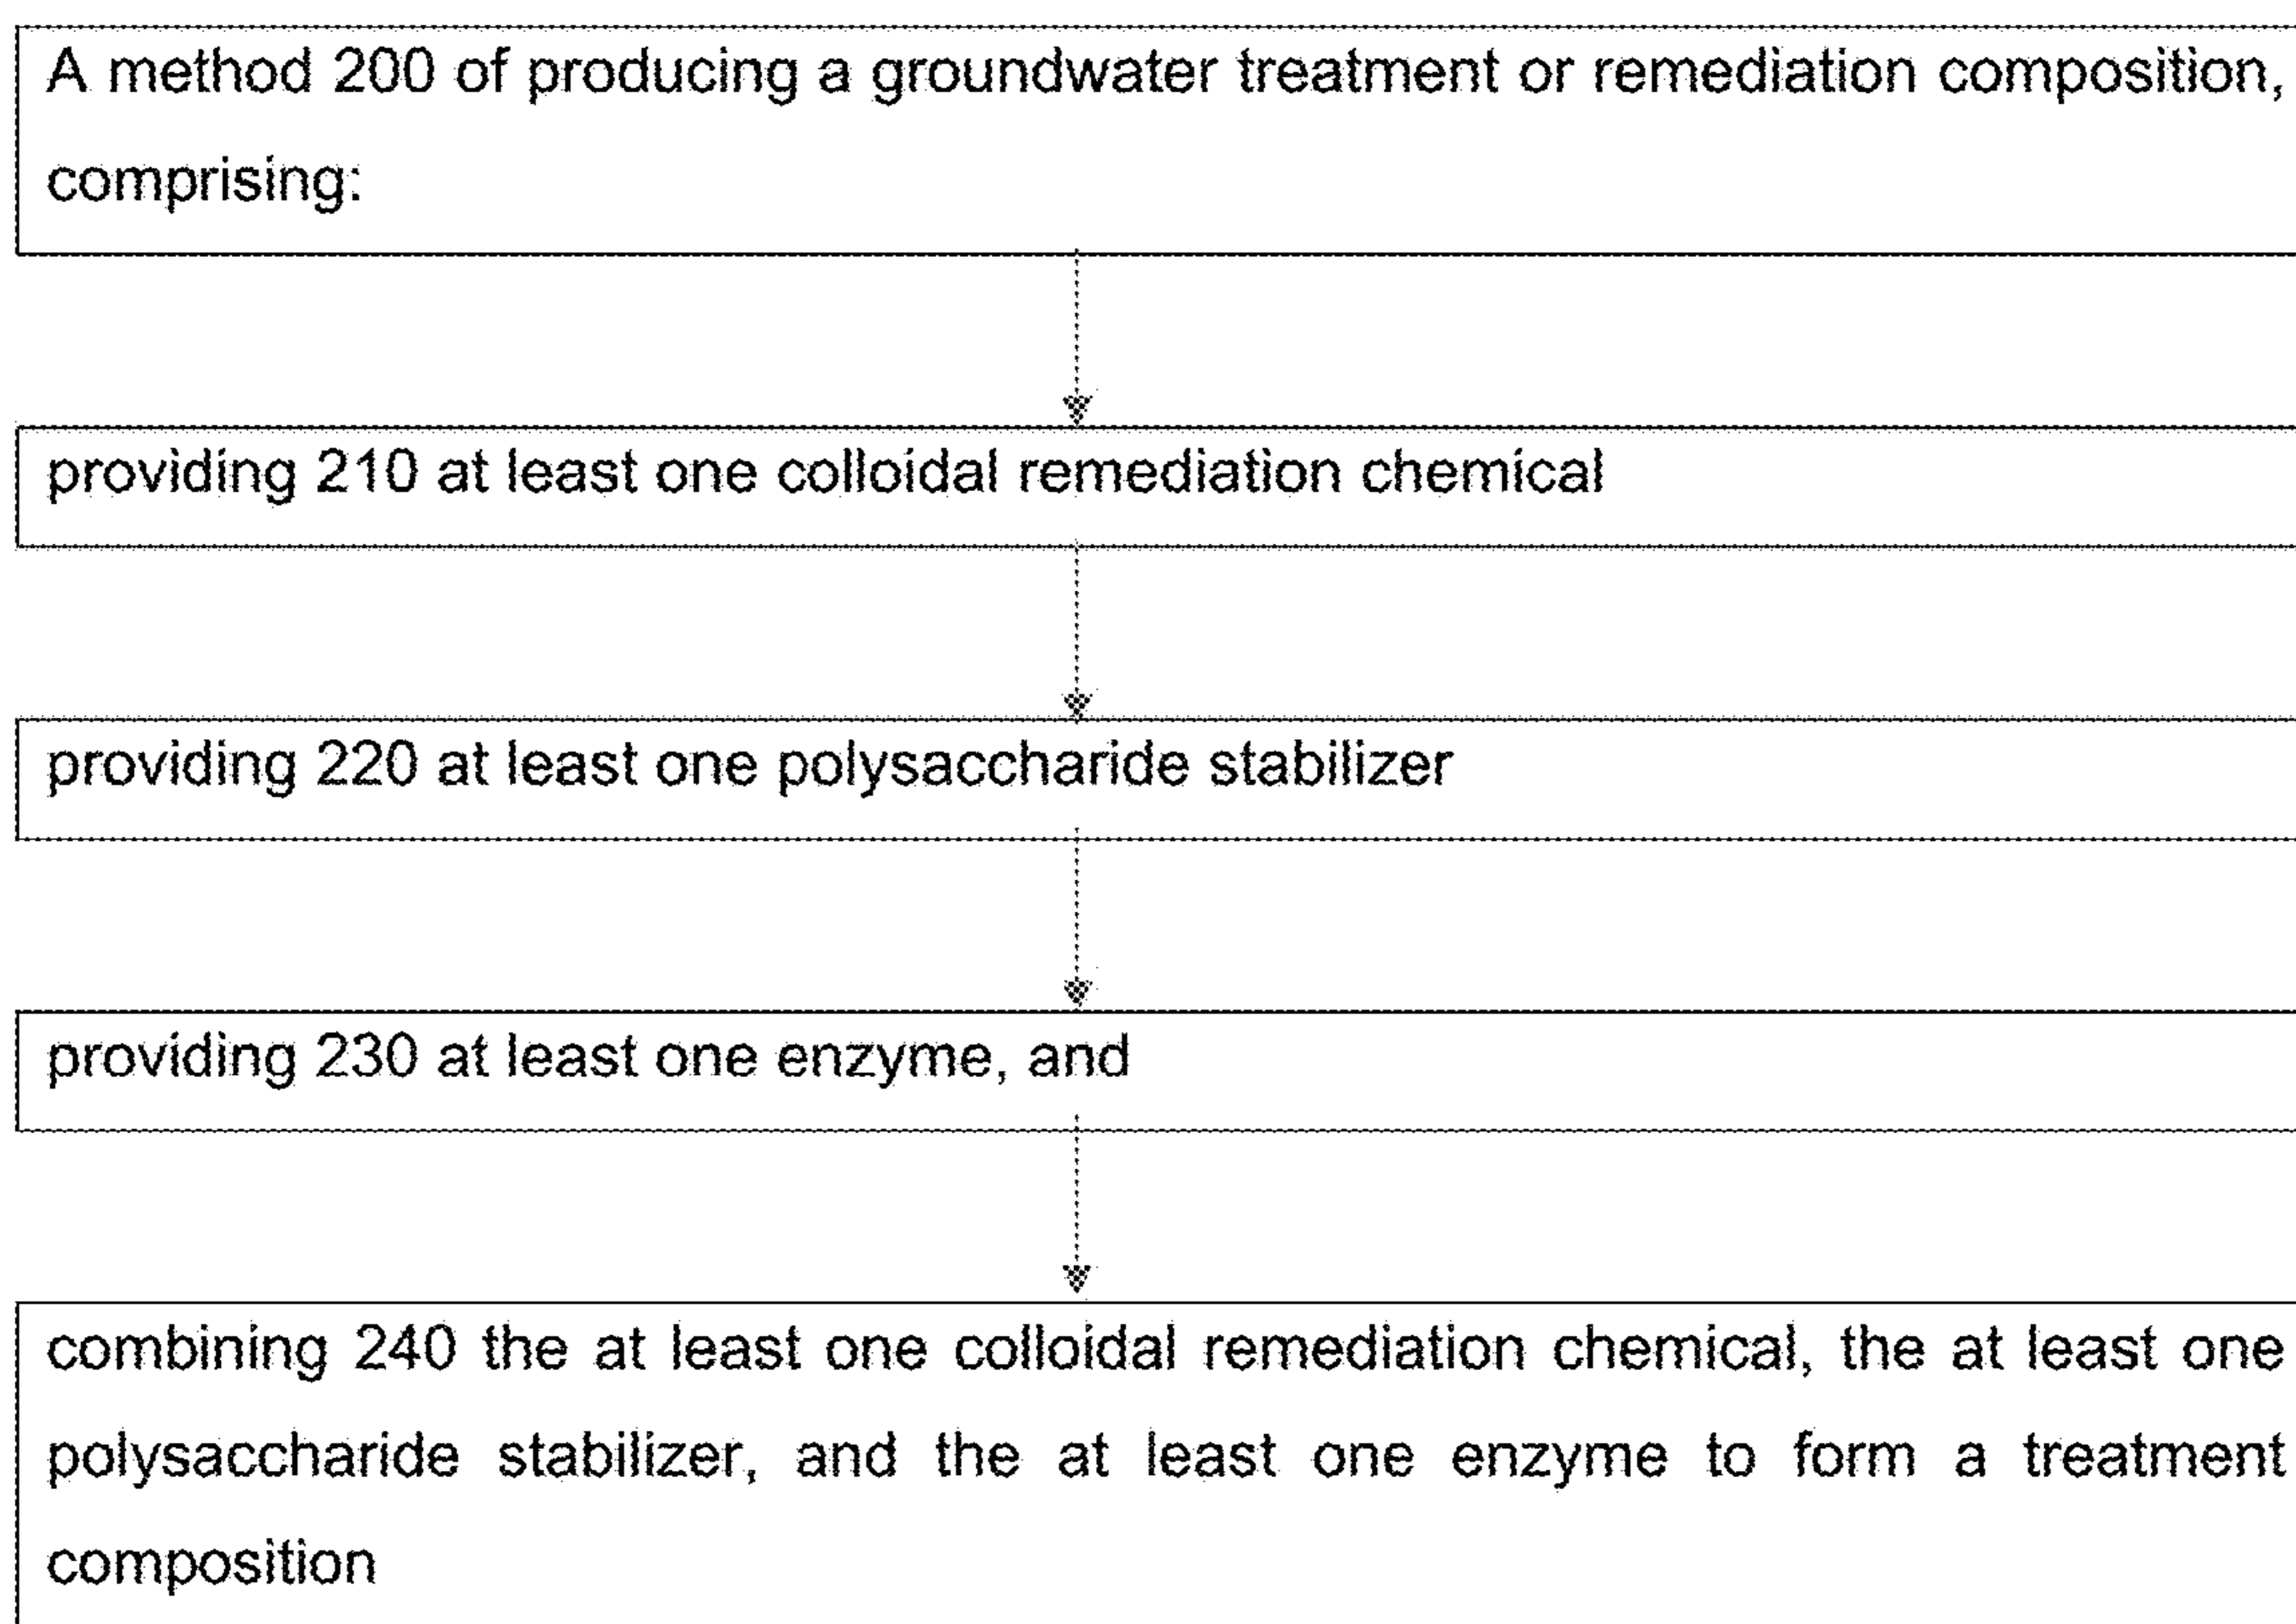 A method 200 of producing a groundwater treatment or remediation composition,
comprising:
providing 210 at least one colloidal remediation chemical
providing 220 at least one polysaccharide stabilizer
providing 230 at least one enzyme, and
combining 240 the at least one colloidal remediation chemical, the at least one
polysaccharide stabilizer, and the at least one enzyme to form a treatment
composition